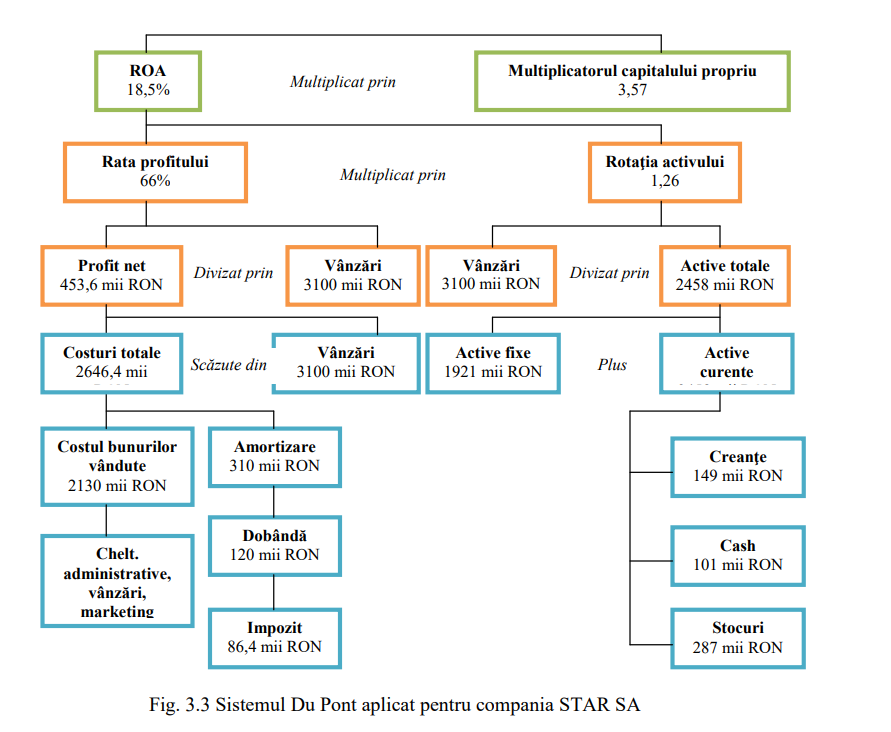 ROA
18,5%
Multiplicat prin
Multiplicatorul capitalului propriu
3,57
Rata profitului
66%
Multiplicat prin
Rotaţia activului
1,26
Profit net
453,6 mii RON
Divizat prin
Vânzări
3100 mii RON
Vânzări
3100 mii RON
Divizat prin
Active totale
2458 mii RON
Costuri totale
2646,4 mii
Scăzute din
Vânzări
3100 mii RON
Active fixe
1921 mii RON
Plus
Active
curente
Costul bunurilor
vândute
2130 mii RON
Amortizare
310 mii RON
Creanţe
149 mii RON
Chelt.
administrative,
vânzări,
marketing
Dobândă
120 mii RON
Cash
101 mii RON
Impozit
86,4 mii RON
Stocuri
287 mii RON
Fig. 3.3 Sistemul Du Pont aplicat pentru compania STAR SA